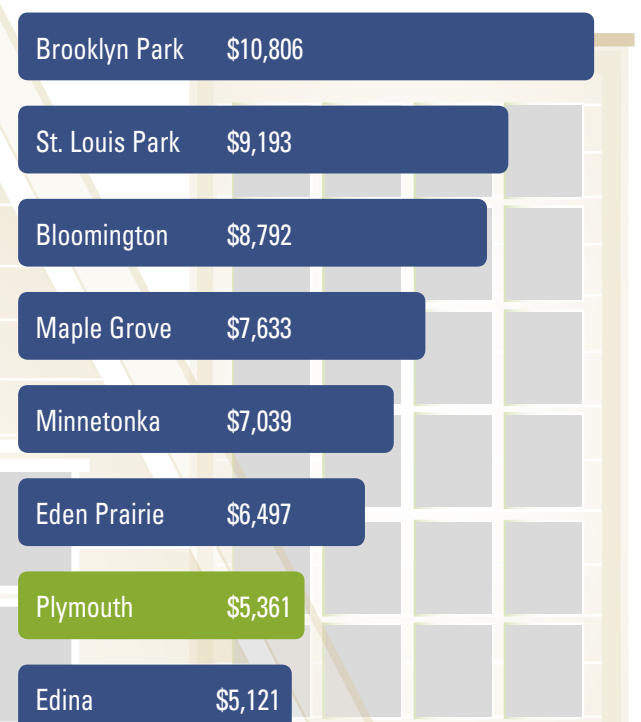 Brooklyn Park $10,806
St. Louis Park $9,193
Bloomington $8,792
Maple Grove $7,633
Minnetonka $7,039
Eden Prairie $6,497
Plymouth $5,361
Edina $5,121